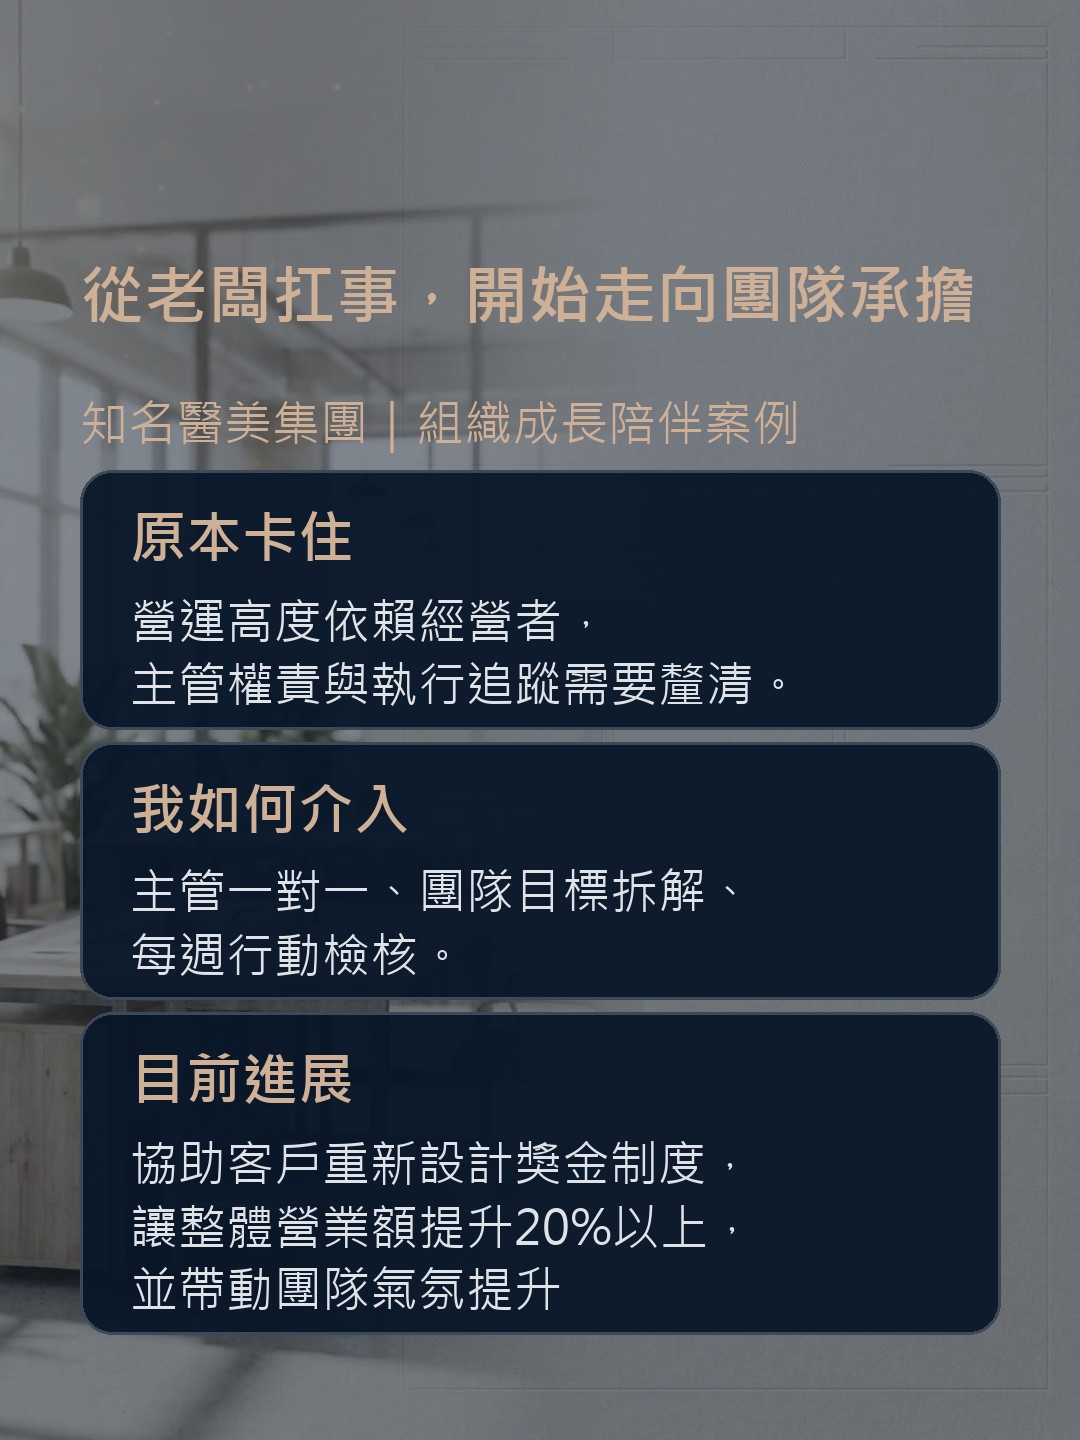 從老闆扛事，開始走向團隊承擔
知名醫美集團｜組織成長陪伴案例
原本卡住
營運高度依賴經營者，
主管權責與執行追蹤需要釐清。
我如何介入
主管一對一、團隊目標拆解、
每週行動檢核。
目前進展
協助客戶重新設計獎金制度，
讓整體營業額提升20%以上，
並帶動團隊氣氛提升